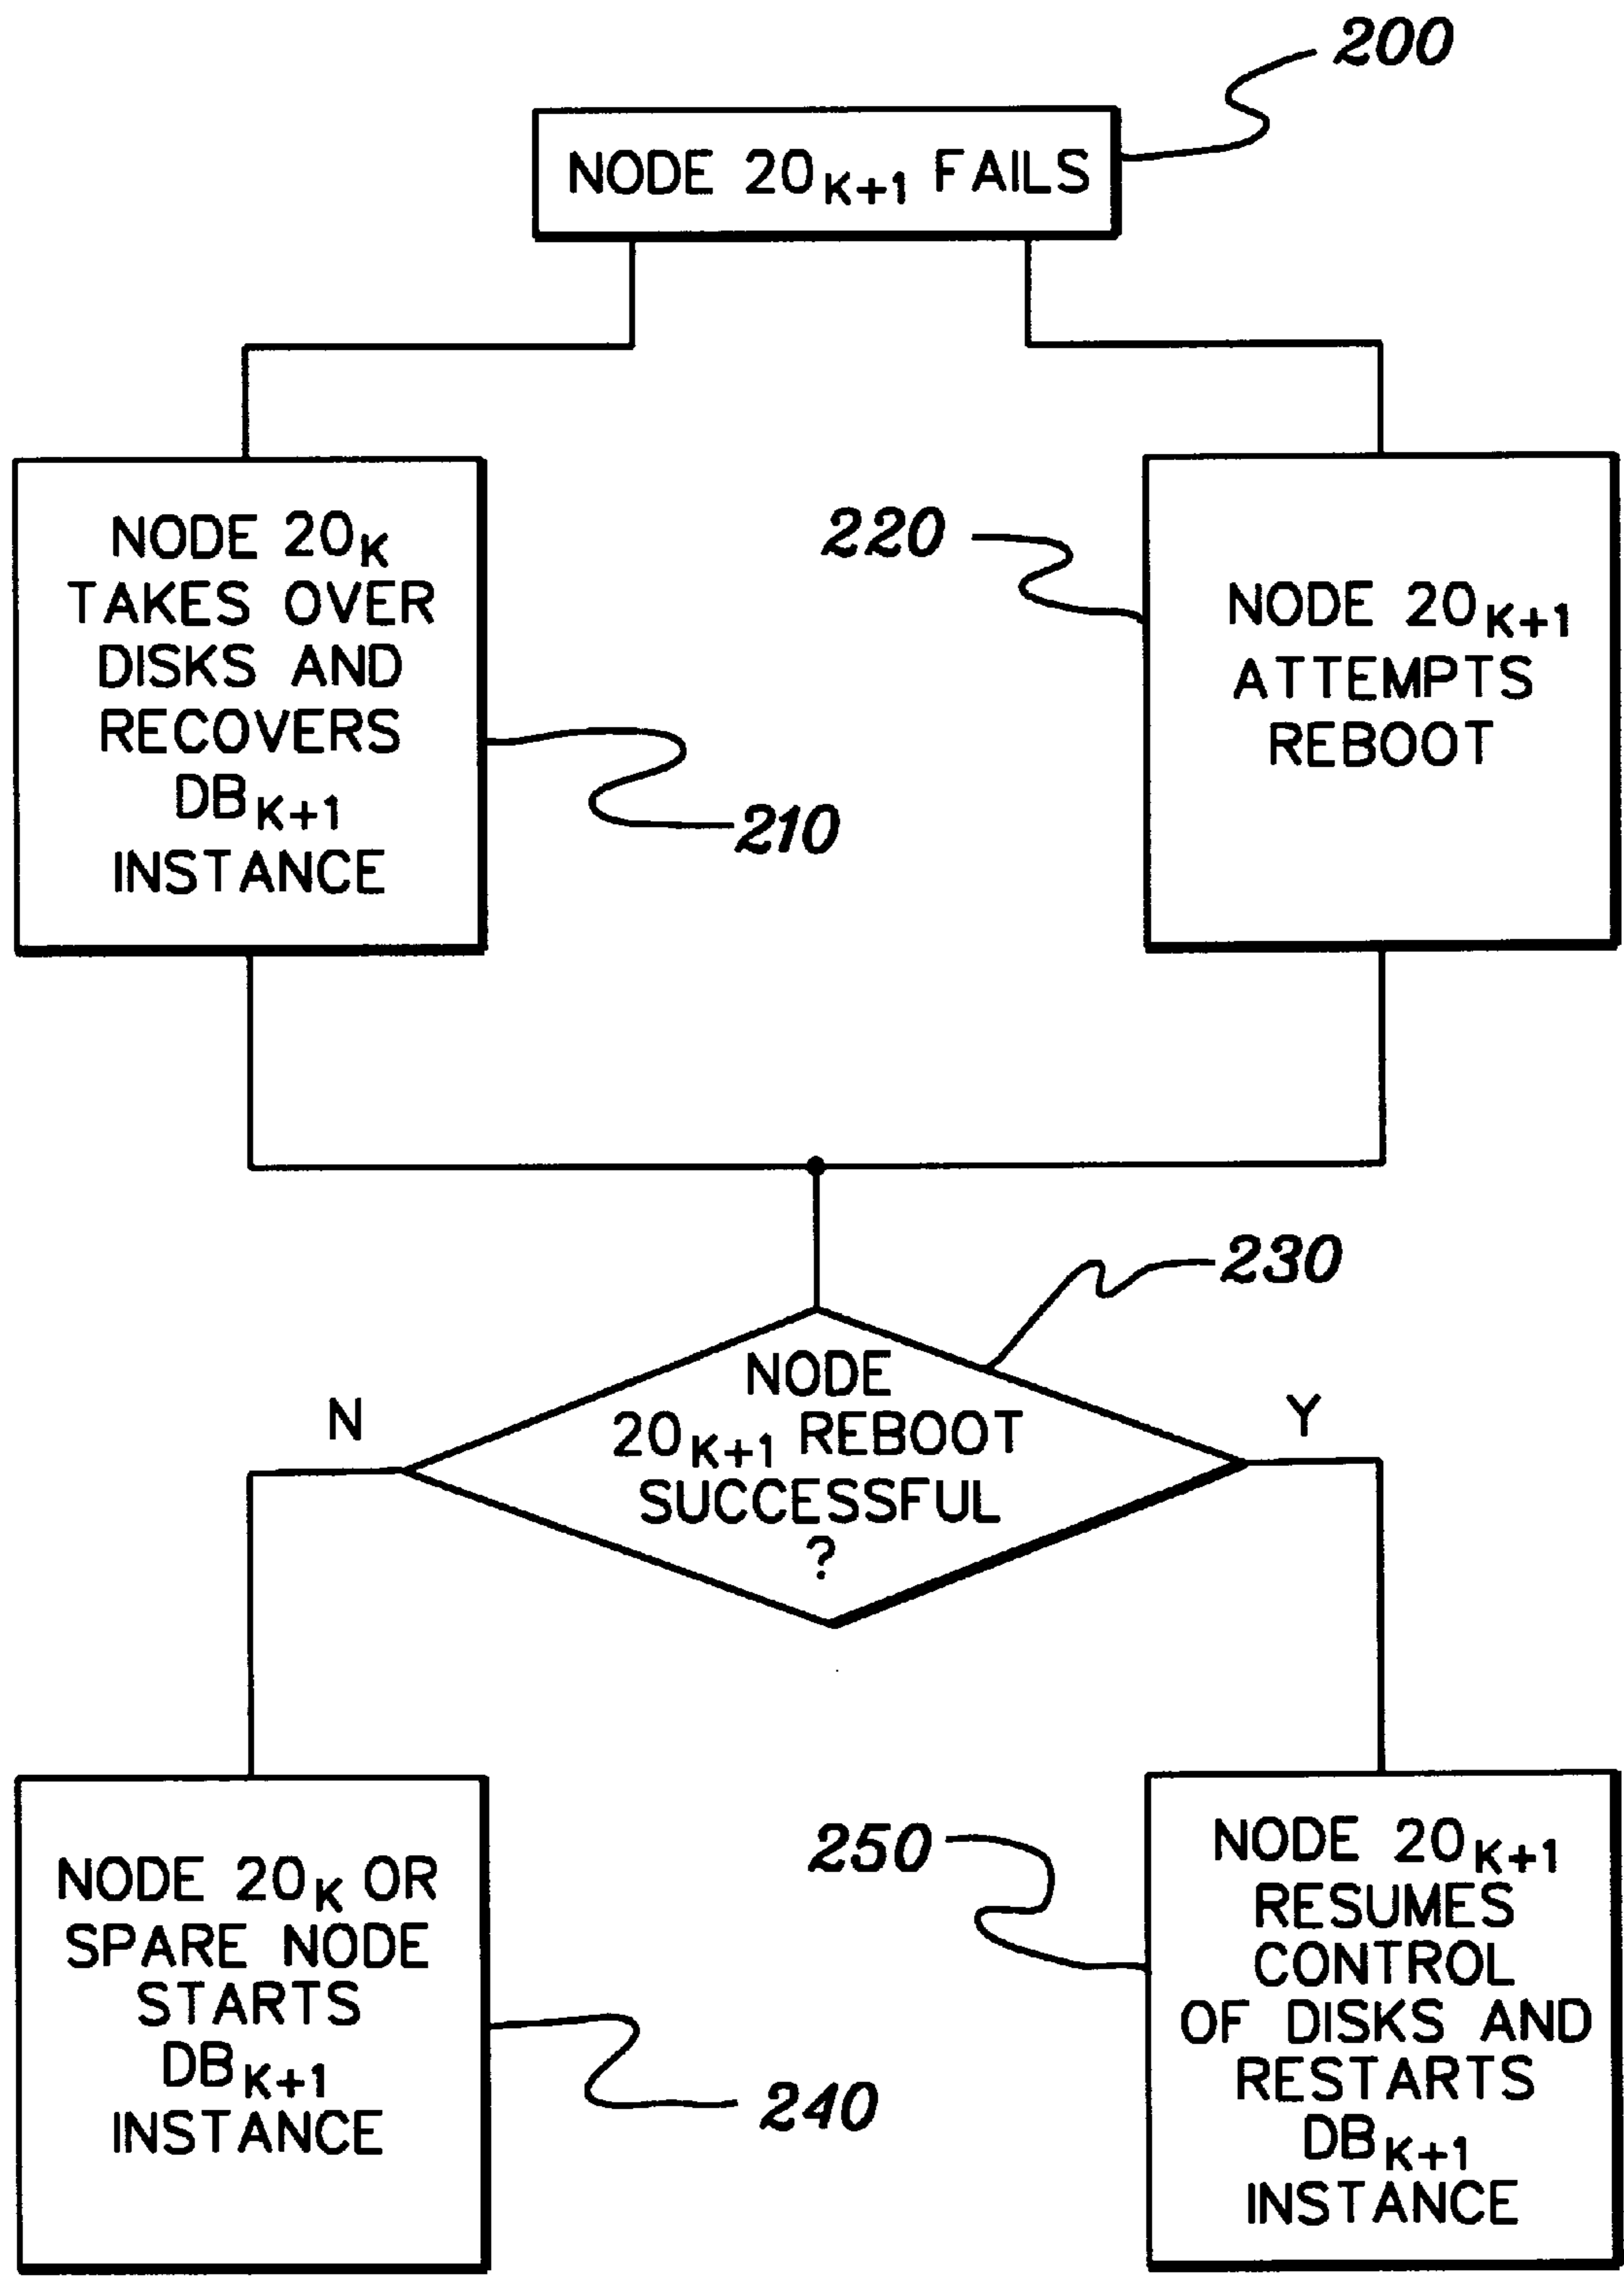 200
NODE 20K+1 FAILS
NODE 20K
TAKES OVER
DISKS AND
RECOVERS
DBK+1
INSTANCE
210
220
NODE 20K+1
ATTEMPTS
REBOOT
230
NODE
20K+1 REBOOT
SUCCESSFUL
?
N
Y
NODE 20K OR
SPARE NODE
STARTS
DBK+1
INSTANCE
240
250
NODE 20K+1
RESUMES
CONTROL
OF DISKS AND
RESTARTS
DBK+1
INSTANCE